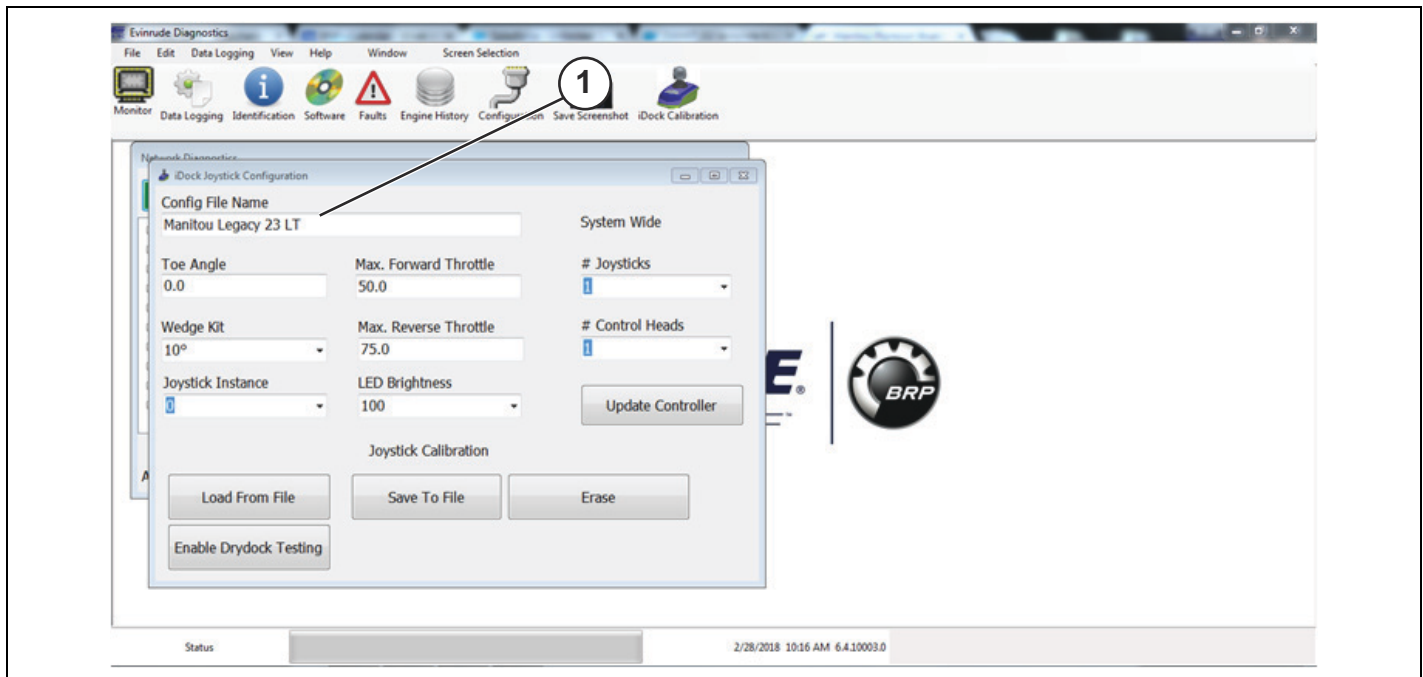 Evinrude Diagnostics
File Edit Data Logging View Help Window Screen Selection
1
Monitor Data Logging Identification Software Faults Engine History Configuration Save Screenshot iDock Calibration
Network Diagnostics
iDock Joystick Configuration
Config File Name
Manitou Legacy 23 LT
System Wide
Toe Angle Max. Forward Throttle # Joysticks
0.0 50.0 1
Wedge Kit Max. Reverse Throttle # Control Heads
10° 75.0 1
Joystick Instance LED Brightness
0 100 Update Controller
E.®
BRP
Joystick Calibration
A
Load From File Save To File Erase
Enable Drydock Testing
Status 2/28/2018 10:16 AM 6.4.10003.0